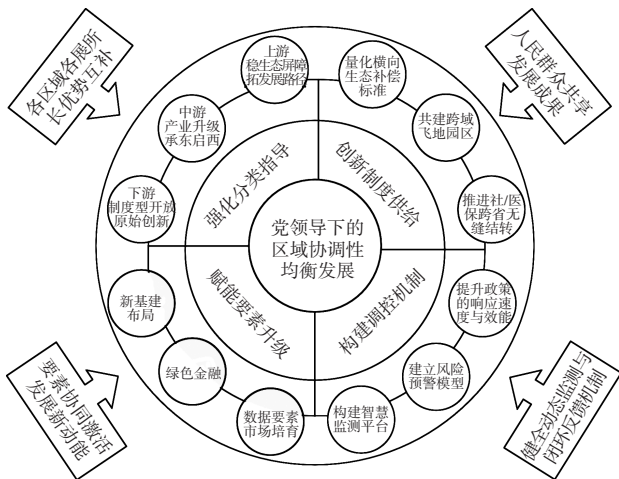 各区域各展所
长优势互补
人民群众共享
发展成果
上游
稳生态屏障
拓发展路径
量化横向
生态补偿
标准
中游
产业升级
承东启西
共建跨域
飞地园区
强化分类指导
创新制度供给
下游
制度型开放
原始创新
推进社/医
保跨省无
缝结转
党领导下的
区域协调性
均衡发展
新基建
布局
提升政策
的响应速
度与效能
赋能要素升级
构建调控机制
绿色金融
建立风险
预警模型
数据要素
市场培育
构建智慧
监测平台
要素协同激活
发展新动能
健全动态监测与
闭环反馈机制